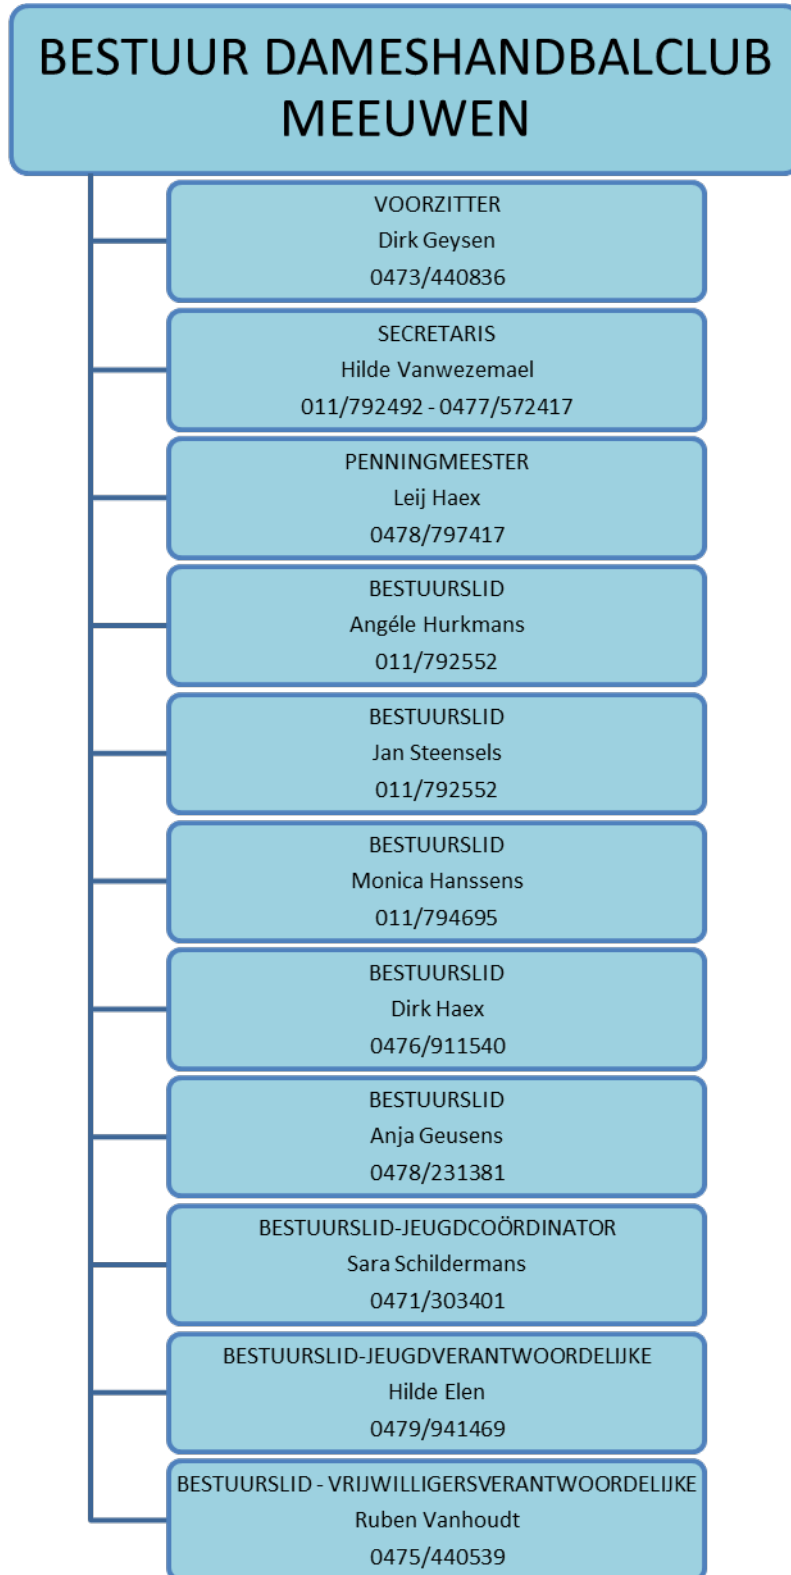 BESTUUR DAMESHANDBALCLUB
MEEUWEN
VOORZITTER
Dirk Geysen
0473/440836
SECRETARIS
Hilde Vanwezemael
011/792492 - 0477/572417
PENNINGMEESTER
Leij Haex
0478/797417
BESTUURSLID
Angéle Hurkmans
011/792552
BESTUURSLID
Jan Steensels
011/792552
BESTUURSLID
Monica Hanssens
011/794695
BESTUURSLID
Dirk Haex
0476/911540
BESTUURSLID
Anja Geusens
0478/231381
BESTUURSLID-JEUGDCOÖRDINATOR
Sara Schildermans
0471/303401
BESTUURSLID-JEUGDVERANTWOORDELIJKE
Hilde Elen
0479/941469
BESTUURSLID - VRIJWILLIGERSVERANTWOORDELIJKE
Ruben Vanhoudt
0475/440539